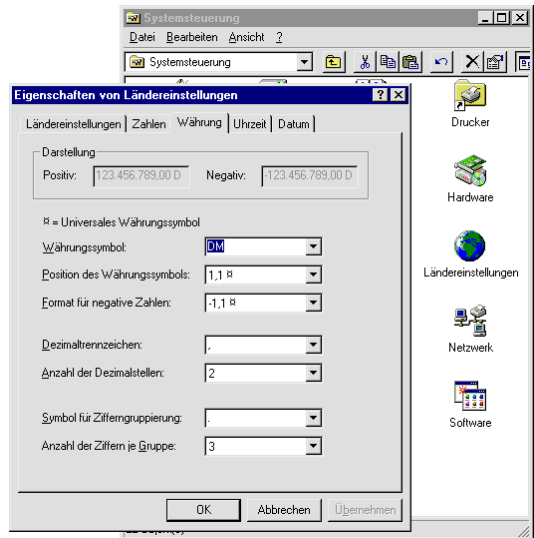 Systemsteuerung
Datei Bearbeiten Ansicht ?
Systemsteuerung
Eigenschaften von Ländereinstellungen
Ländereinstellungen Zahlen Währung Uhrzeit Datum
Darstellung
Positiv: 123.456.789,00 D Negativ: -123.456.789,00 D
¤ = Universales Währungssymbol
Währungssymbol: DM
Position des Währungssymbols: 1,1 ¤
Format für negative Zahlen: -1,1 ¤
Dezimaltrennzeichen: ,
Anzahl der Dezimalstellen: 2
Symbol für Zifferngruppierung: .
Anzahl der Ziffern je Gruppe: 3
OK Abbrechen Übernehmen
Drucker
Hardware
Ländereinstellungen
Netzwerk
Software